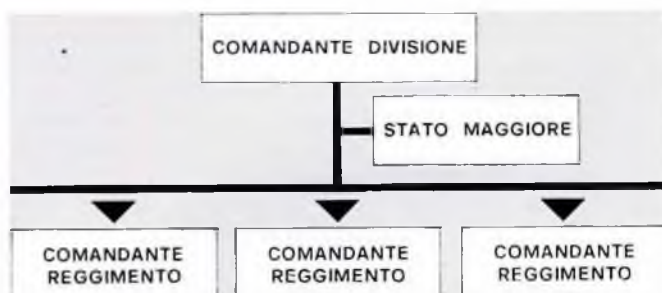 COMANDANTE DIVISIONE
STATO MAGGIORE
COMANDANTE
REGGIMENTO
COMANDANTE
REGGIMENTO
COMANDANTE
REGGIMENTO